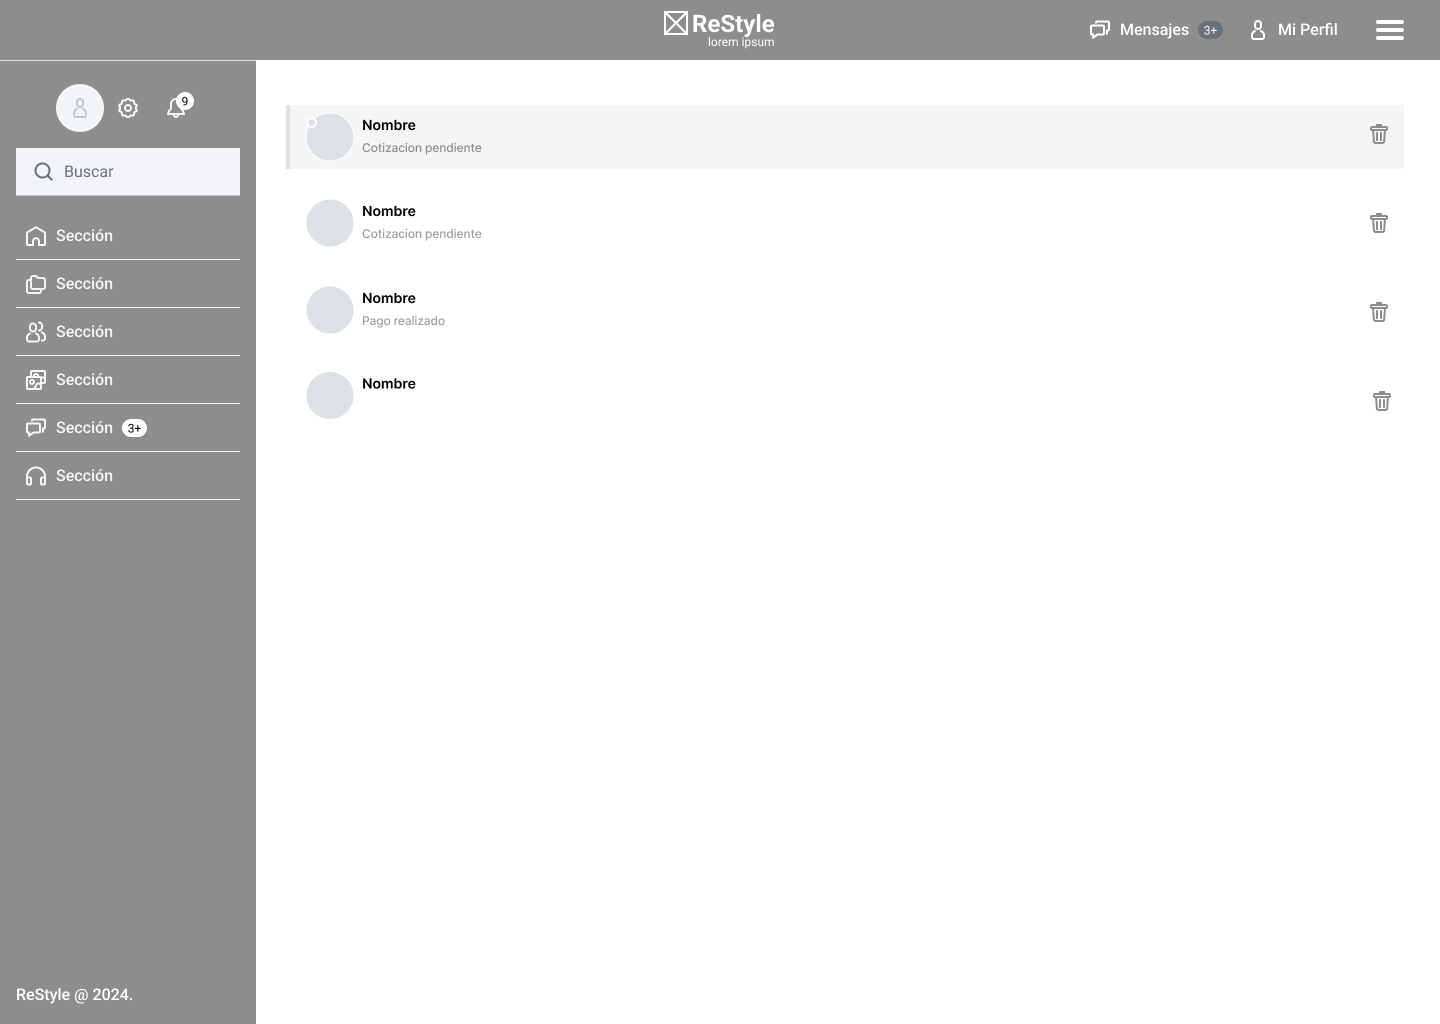 ReStyle
lorem ipsum
Mensajes 3+
Mi Perfil
9
Buscar
Sección
Sección
Sección
Sección
Sección 3+
Sección
ReStyle @ 2024.
Nombre
Cotizacion pendiente
Nombre
Cotizacion pendiente
Nombre
Pago realizado
Nombre